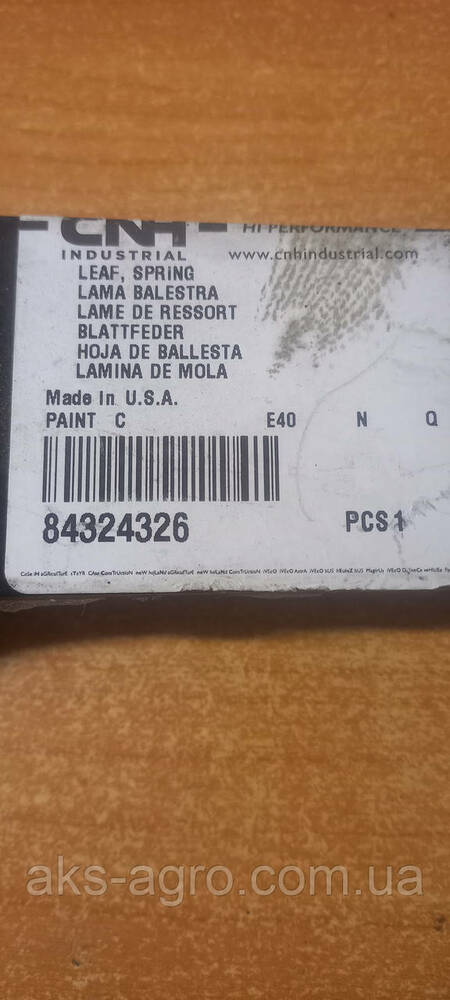 CNH HI PERFORMANCE
INDUSTRIAL www.cnhindustrial.com
LEAF, SPRING
LAMA BALESTRA
LAME DE RESSORT
BLATTFEDER
HOJA DE BALLESTA
LAMINA DE MOLA
Made In U.S.A.
PAINT C E40 N Q
84324326 PCS 1
aks-agro.com.ua